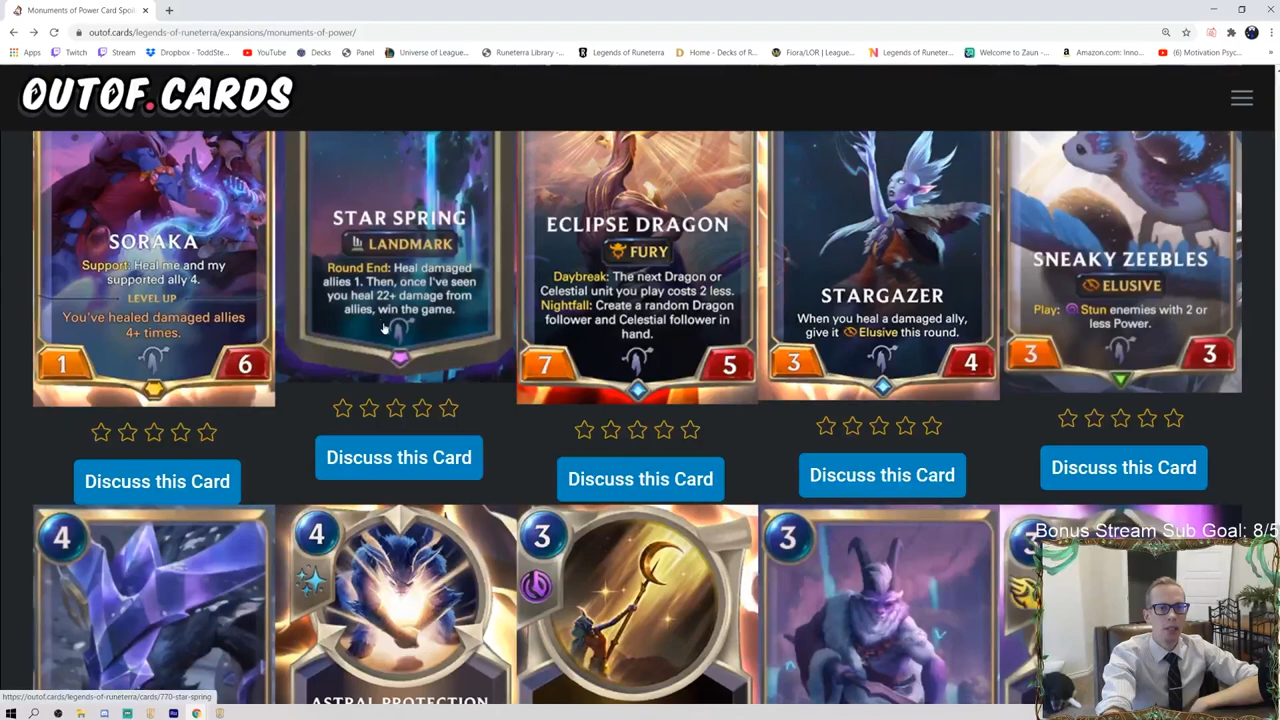 Monuments of Power Card Spoil
outof.cards/legends-of-runeterra/expansions/monuments-of-power/
Apps
Twitch
Stream
Dropbox - ToddSte...
YouTube
Decks
Panel
Universe of League...
Runeterra Library -...
Legends of Runeterra
Home - Decks of R...
Fiora/LOR | League...
Legends of Runeter...
Welcome to Zaun -...
Amazon.com: Inno...
(6) Motivation Psyc...
OUTOF.CARDS
SORAKA
Support: Heal me and my
supported ally 4.
LEVEL UP
You've healed damaged allies
4+ times.
1
6
STAR SPRING
LANDMARK
Round End: Heal damaged
allies 1. Then, once I've seen
you heal 22+ damage from
allies, win the game.
ECLIPSE DRAGON
FURY
Daybreak: The next Dragon or
Celestial unit you play costs 2 less.
Nightfall: Create a random Dragon
follower and Celestial follower in
hand.
7
5
STARGAZER
When you heal a damaged ally,
give it Elusive this round.
3
4
SNEAKY ZEEBLES
ELUSIVE
Play: Stun enemies with 2 or
less Power.
3
3
Discuss this Card
Discuss this Card
Discuss this Card
Discuss this Card
Discuss this Card
4
4
ASTRAL PROTECTION
3
3
Bonus Stream Sub Goal: 8/5
https://outof.cards/legends-of-runeterra/cards/770-star-spring